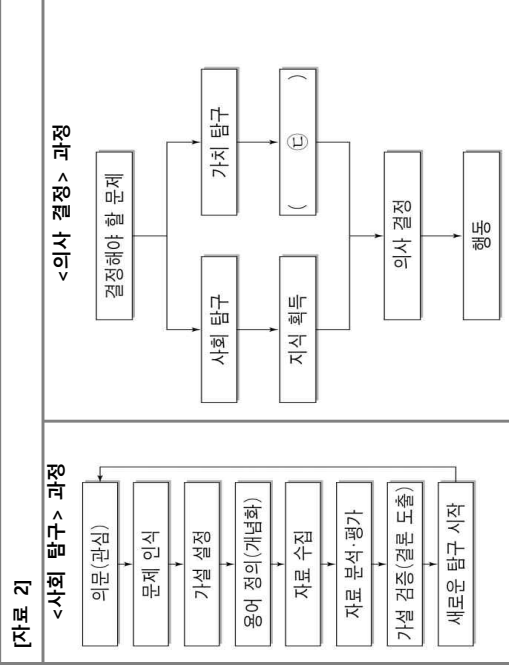 [자료 2]
<사회 탐구> 과정
의문(관심)
문제 인식
가설 설정
용어 정의(개념화)
자료 수집
자료 분석·평가
가설 검증(결론 도출)
새로운 탐구 시작
<의사 결정> 과정
결정해야 할 문제
사회 탐구
가치 탐구
지식 획득
( ㉢ )
의사 결정
행동